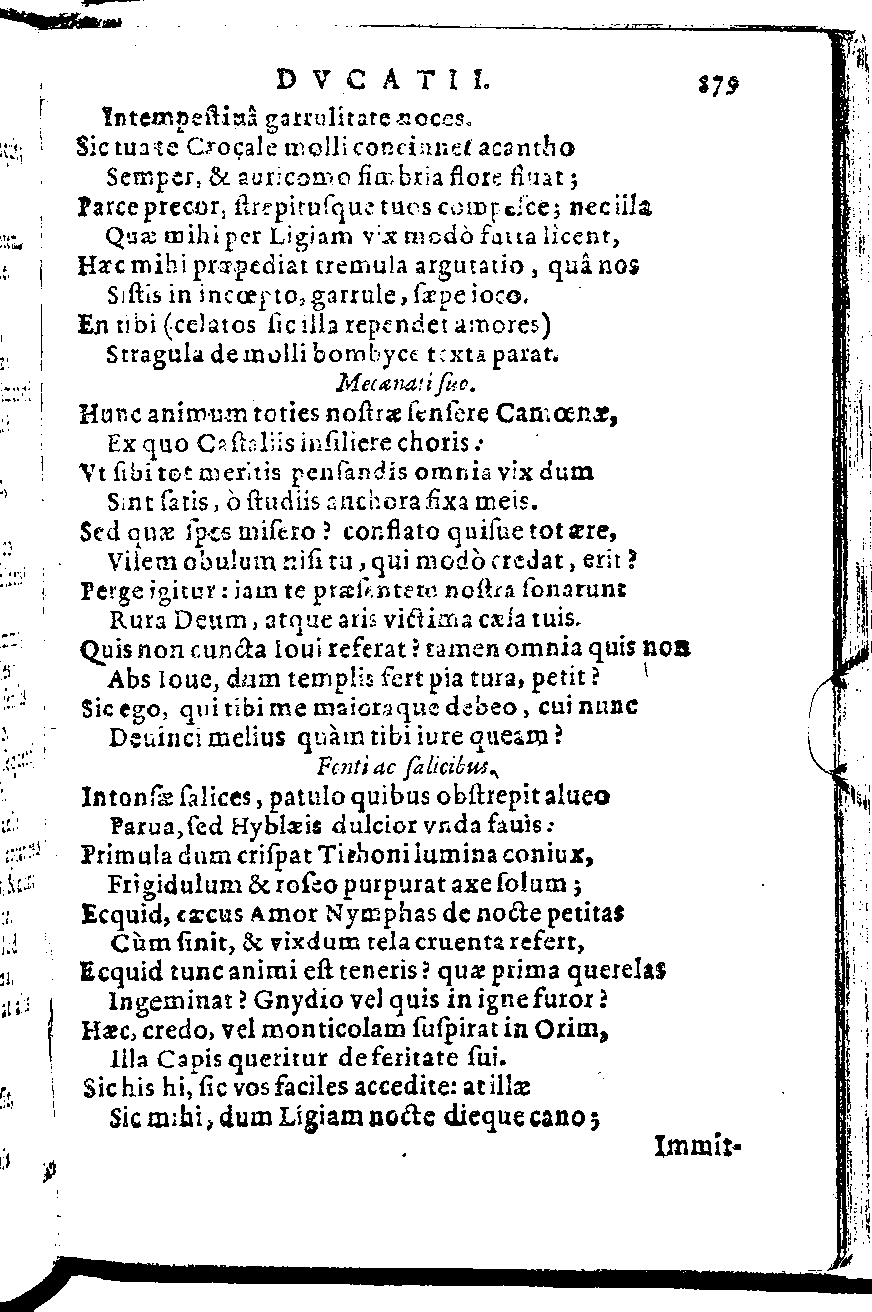 DVCATII. 879
Intempeſtiuâ garrulitate noces.
Sic tua te Croçale molli concinnet acantho
Semper, & auricomo fimbria flore fluat;
Parce precor, ſtrepituſque tuos compeſce; nec illa
Quæ mihi per Ligiam vix modò fatta licent,
Hæc mihi præpediat tremula argutatio, quâ nos
Siſtis in incœpto, garrule, ſæpe ioco.
En tibi (celatos ſic illa rependet amores)
Stragula de molli bombyce texta parat.
Mecænati ſuo.
Hunc animum toties noſtræ ſenſere Camœnæ,
Ex quo Caſtaliis inſiliere choris:
Vt ſibi tot meritis penſandis omnia vix dum
Sint ſatis, ò ſtudiis anchora fixa meis.
Sed quæ ſpes miſero? conflato quiſue tot ære,
Vilem obulum niſi tu, qui modò credat, erit?
Perge igitur: iam te præſentem noſtra ſonarunt
Rura Deum, atque aris victima cæſa tuis.
Quis non cuncta Ioui referat? tamen omnia quis non
Abs Ioue, dum templis fert pia tura, petit?
Sic ego, qui tibi me maioraque debeo, cui nunc
Deuinci melius quàm tibi iure queam?
Fonti ac ſalicibus.
Intonſæ ſalices, patulo quibus obſtrepit alueo
Parua, ſed Hyblæis dulcior vnda fauis:
Primula dum criſpat Tithoni lumina coniux,
Frigidulum & roſeo purpurat axe ſolum;
Ecquid, cæcus Amor Nymphas de nocte petitas
Cùm ſinit, & vixdum tela cruenta refert,
Ecquid tunc animi eſt teneris? quæ prima querelas
Ingeminat? Gnydio vel quis in igne furor?
Hæc, credo, vel monticolam ſuſpirat in Orim,
Illa Capis queritur de feritate ſui.
Sic his hi, ſic vos faciles accedite: at illæ
Sic mihi, dum Ligiam nocte dieque cano;
Immit-